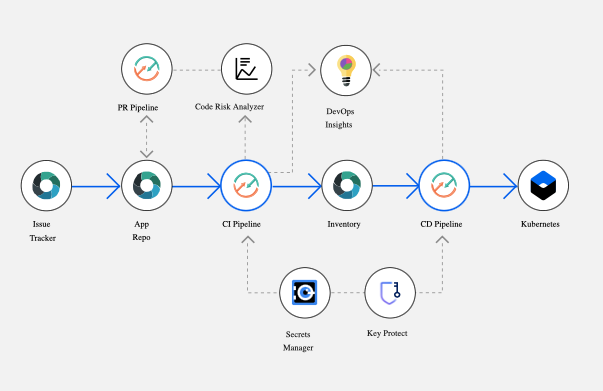 PR Pipeline
Code Risk Analyzer
DevOps
Insights
Issue
Tracker
App
Repo
CI Pipeline
Inventory
CD Pipeline
Kubernetes
Secrets
Manager
Key Protect